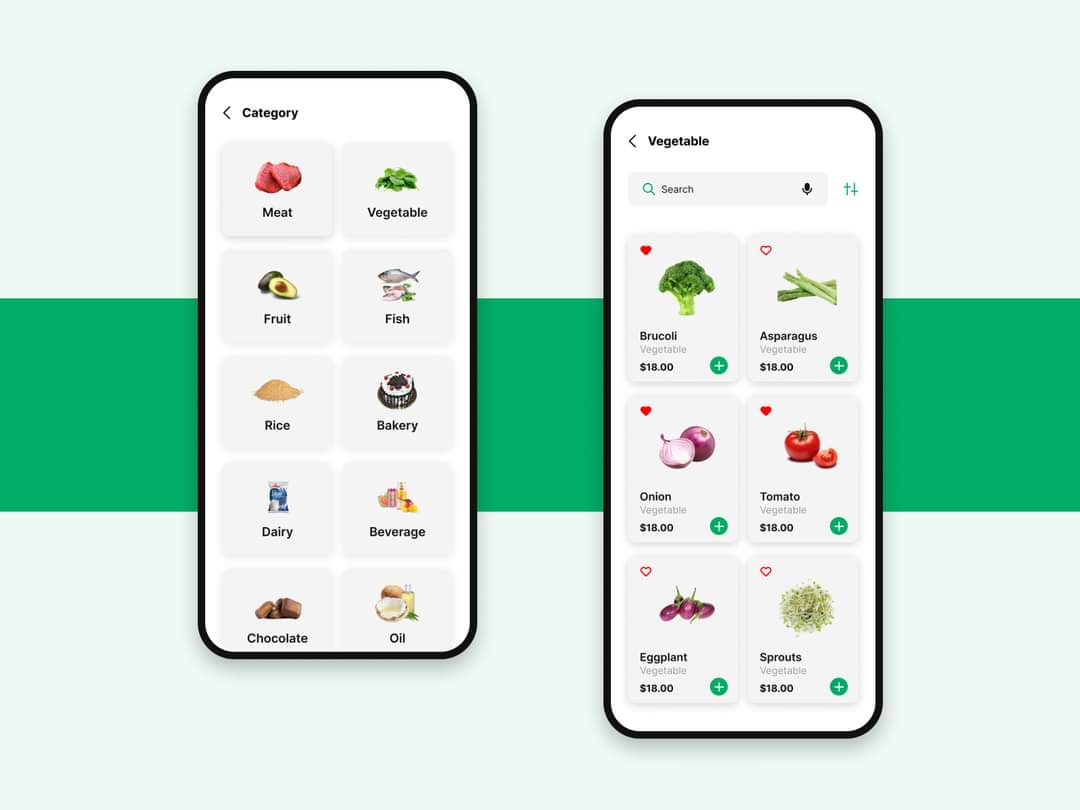 Category
Meat
Vegetable
Fruit
Fish
Rice
Bakery
Dairy
Beverage
Chocolate
Oil
Vegetable
Search
Brucoli
Vegetable
$18.00
Asparagus
Vegetable
$18.00
Onion
Vegetable
$18.00
Tomato
Vegetable
$18.00
Eggplant
Vegetable
$18.00
Sprouts
Vegetable
$18.00